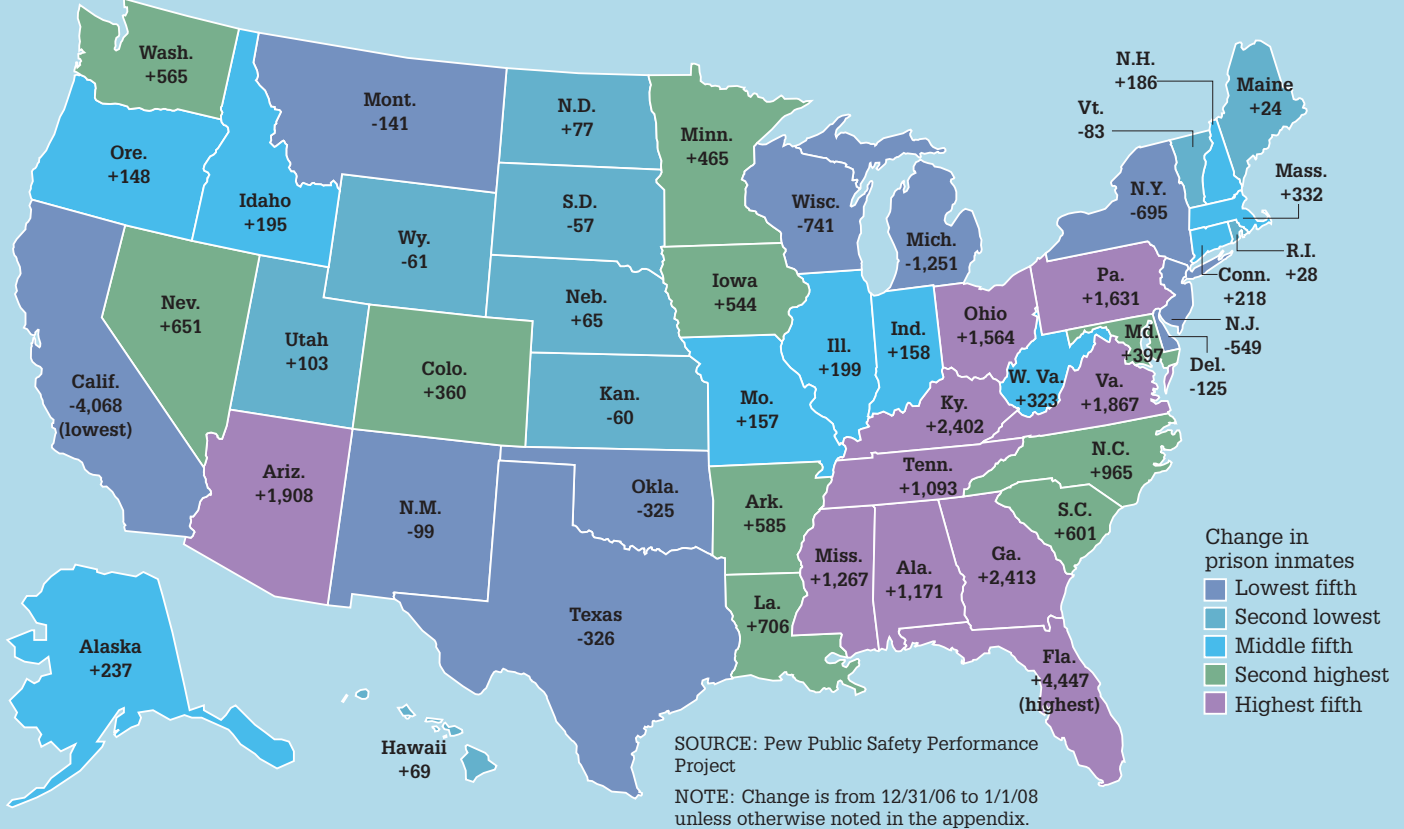 Wash.
+565
Ore.
+148
Idaho
+195
Mont.
-141
N.D.
+77
S.D.
-57
Wy.
-61
Neb.
+65
Nev.
+651
Utah
+103
Colo.
+360
Kan.
-60
Calif.
-4,068
(lowest)
Ariz.
+1,908
N.M.
-99
Okla.
-325
Texas
-326
Minn.
+465
Iowa
+544
Mo.
+157
Ark.
+585
La.
+706
Wisc.
-741
Ill.
+199
Mich.
-1,251
Ind.
+158
Ohio
+1,564
Ky.
+2,402
Tenn.
+1,093
Miss.
+1,267
Ala.
+1,171
Ga.
+2,413
Fla.
+4,447
(highest)
S.C.
+601
N.C.
+965
Va.
+1,867
W. Va.
+323
Md.
+397
Pa.
+1,631
N.Y.
-695
Vt.
-83
N.H.
+186
Maine
+24
Mass.
+332
R.I.
+28
Conn.
+218
N.J.
-549
Del.
-125
Alaska
+237
Hawaii
+69
Change in
prison inmates
Lowest fifth
Second lowest
Middle fifth
Second highest
Highest fifth
SOURCE: Pew Public Safety Performance
Project
NOTE: Change is from 12/31/06 to 1/1/08
unless otherwise noted in the appendix.